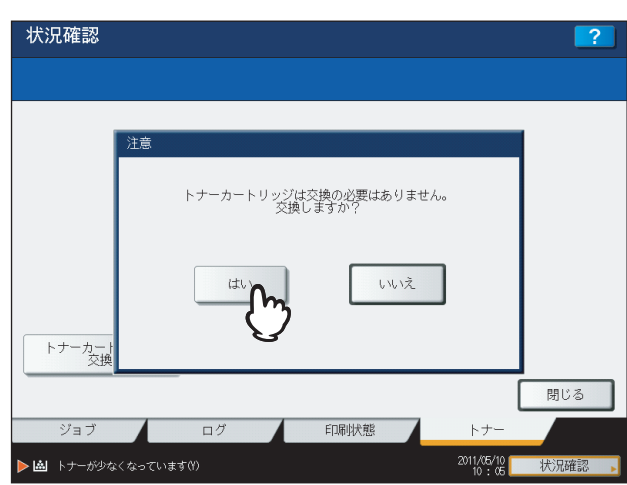 状況確認
?
注意
トナーカートリッジは交換の必要はありません。
交換しますか?
はい
いいえ
トナーカート
交換
閉じる
ジョブ
ログ
印刷状態
トナー
トナーが少なくなっています(Y)
2011/05/10
10 : 05
状況確認